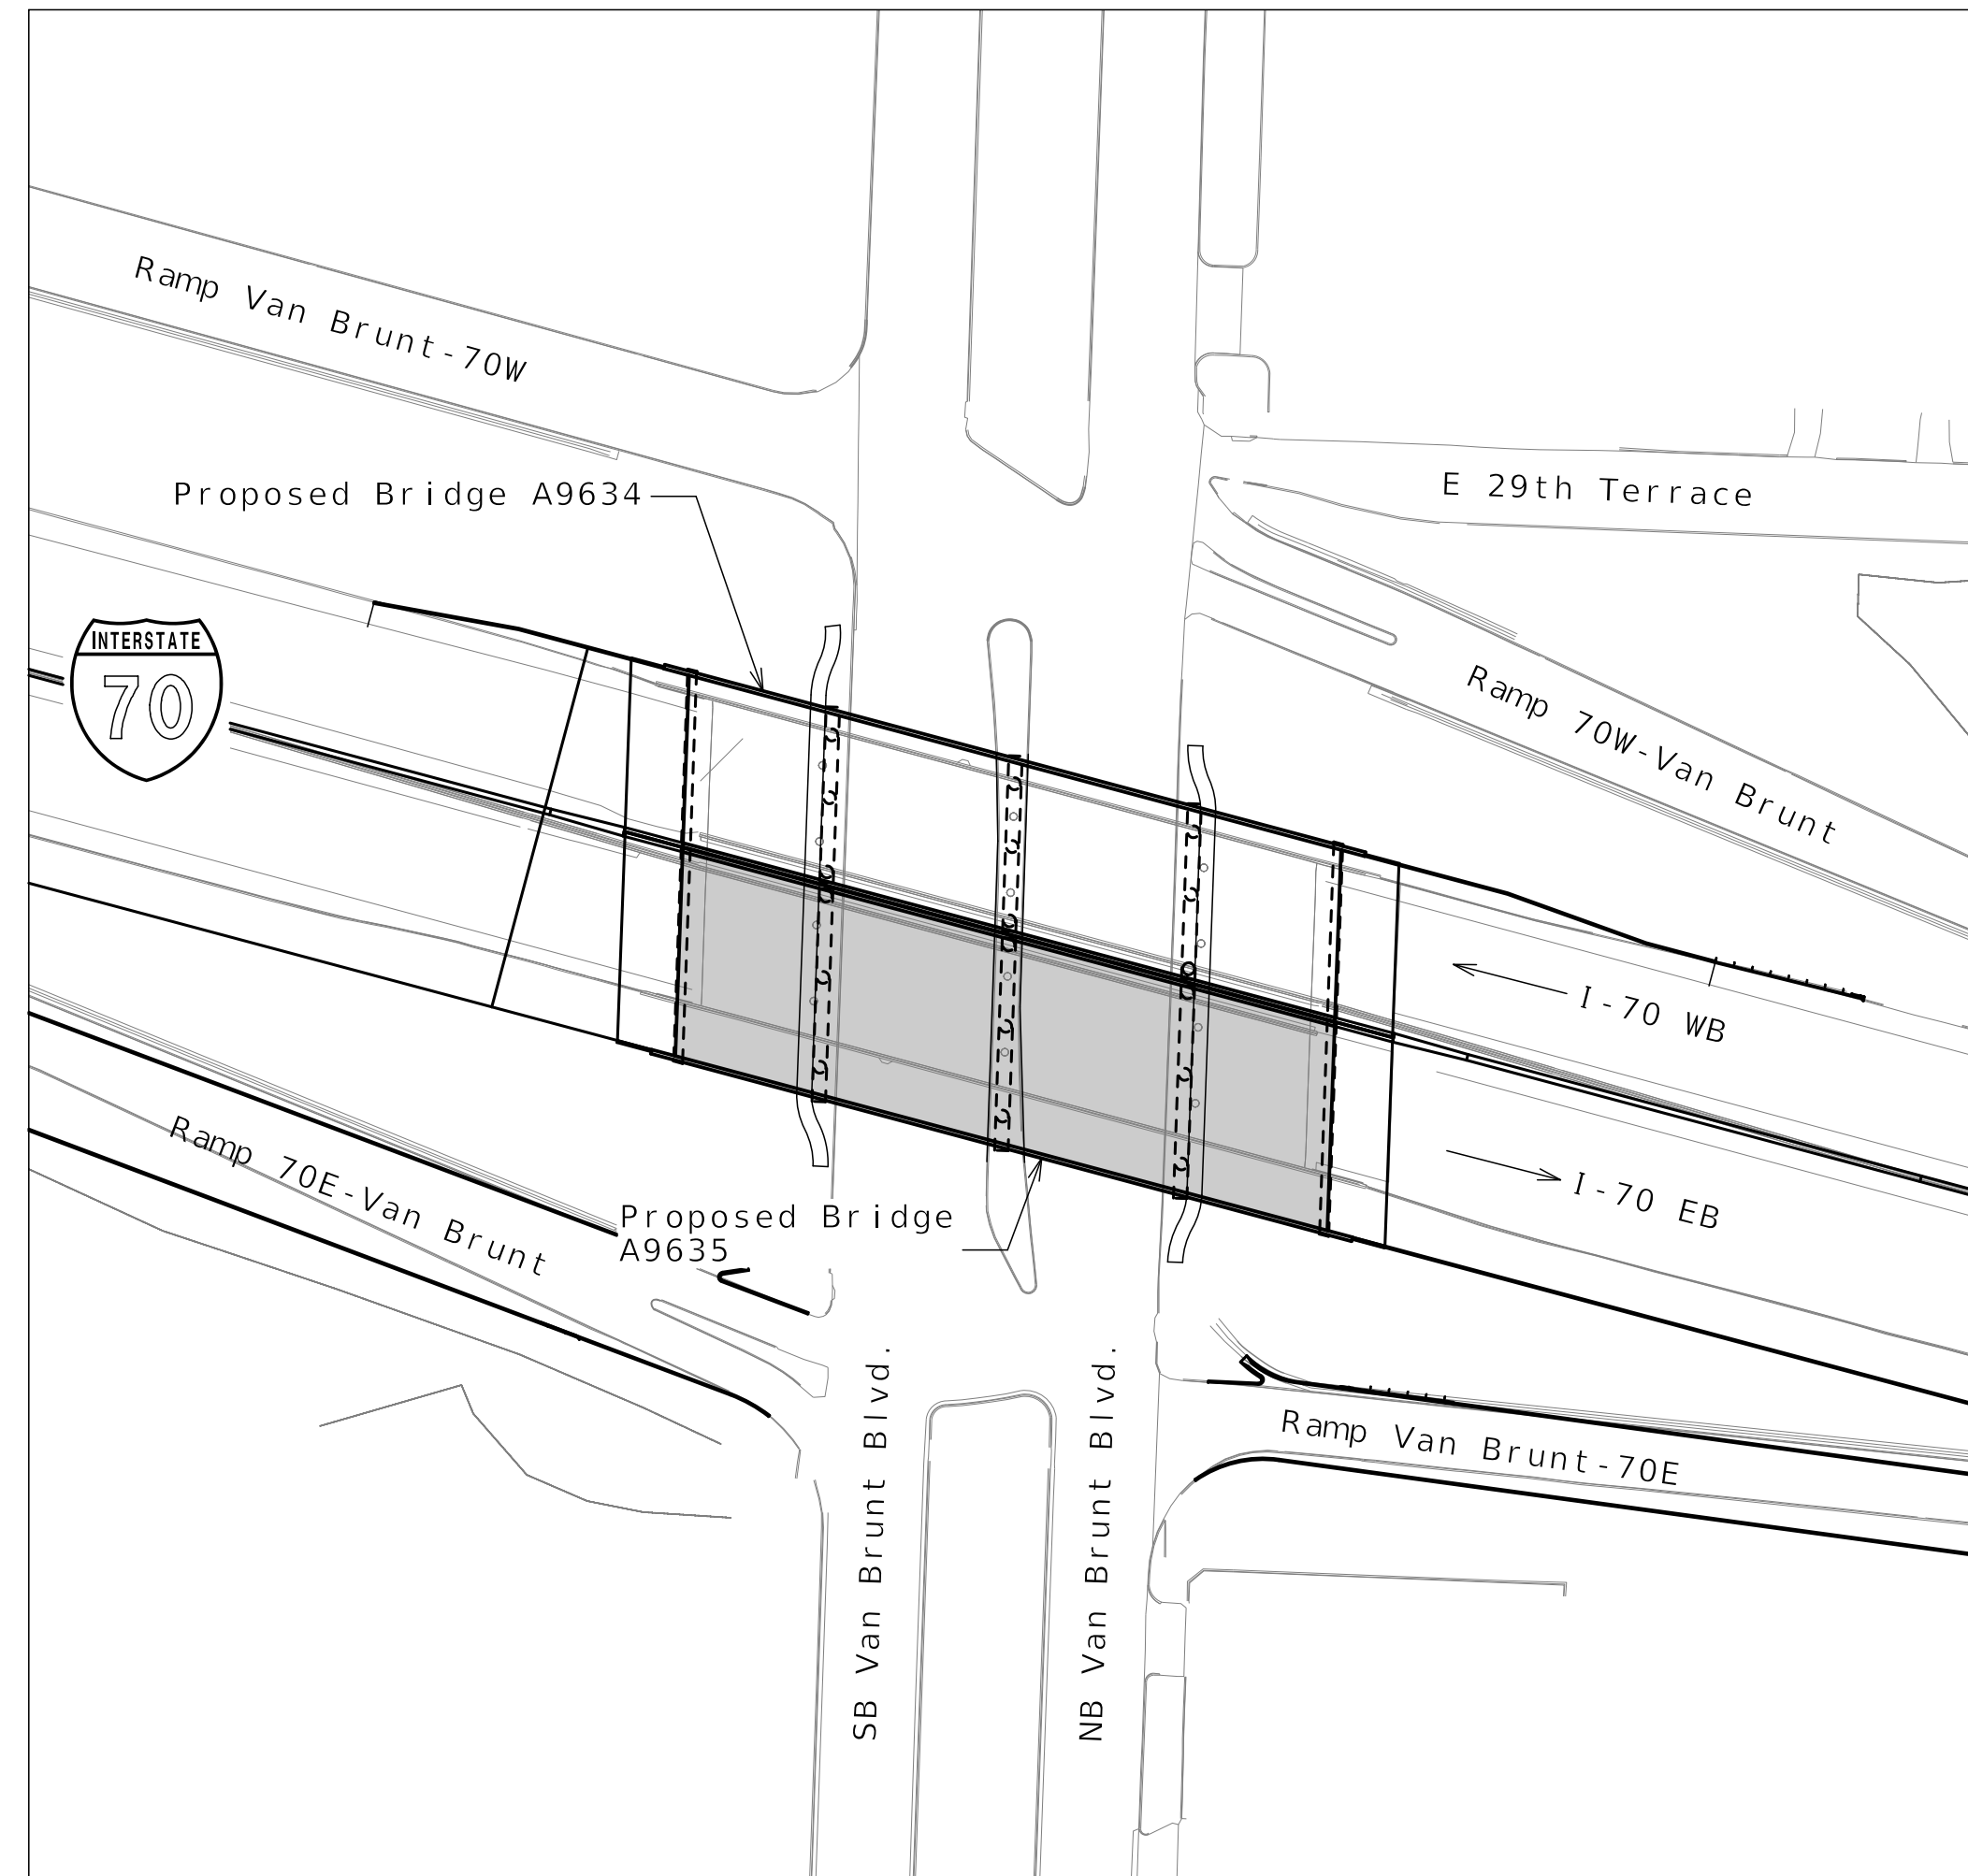 Ramp Van Brunt-70W
Proposed Bridge A9634
E 29th Terrace
INTERSTATE
70
Ramp 70W-Van Brunt
I-70 WB
Ramp 70E-Van Brunt
I-70 EB
Proposed Bridge
A9635
SB Van Brunt Blvd.
NB Van Brunt Blvd.
Ramp Van Brunt-70E